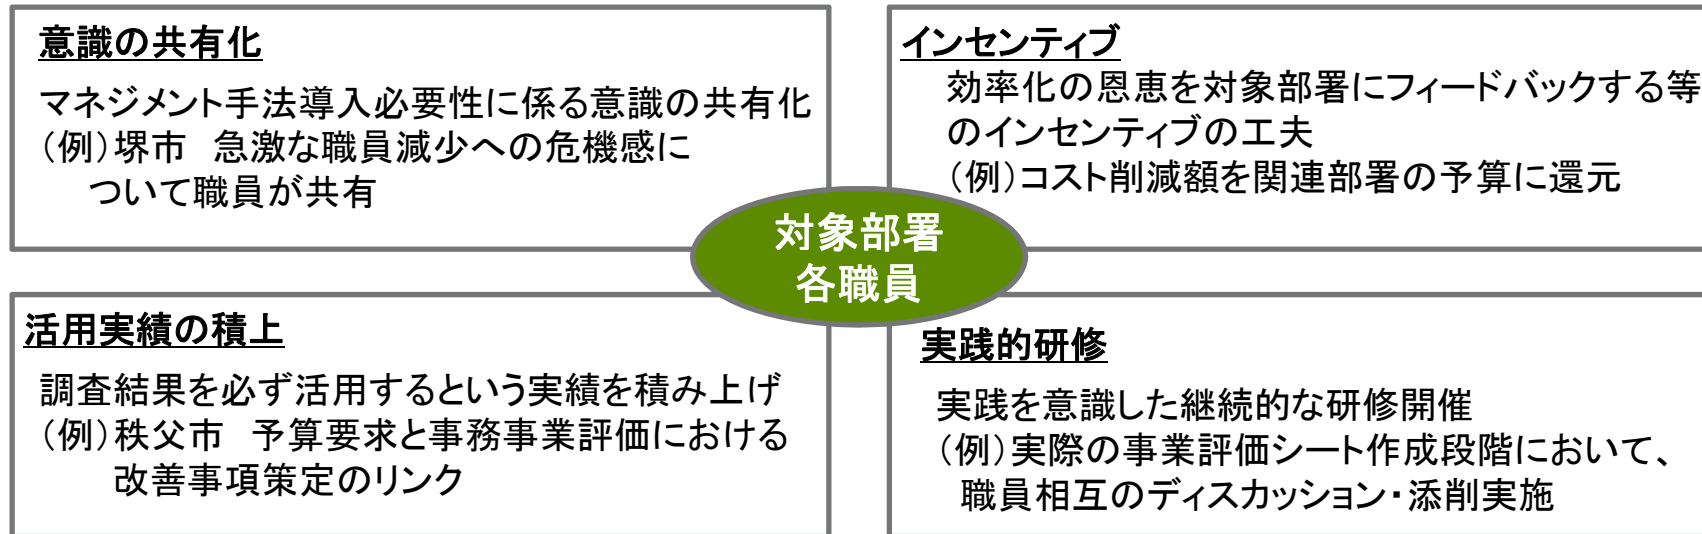 意識の共有化
マネジメント手法導入必要性に係る意識の共有化
（例）堺市　急激な職員減少への危機感に
ついて職員が共有
インセンティブ
効率化の恩恵を対象部署にフィードバックする等
のインセンティブの工夫
（例）コスト削減額を関連部署の予算に還元
対象部署
各職員
活用実績の積上
調査結果を必ず活用するという実績を積み上げ
（例）秩父市　予算要求と事務事業評価における
改善事項策定のリンク
実践的研修
実践を意識した継続的な研修開催
（例）実際の事業評価シート作成段階において、
職員相互のディスカッション・添削実施